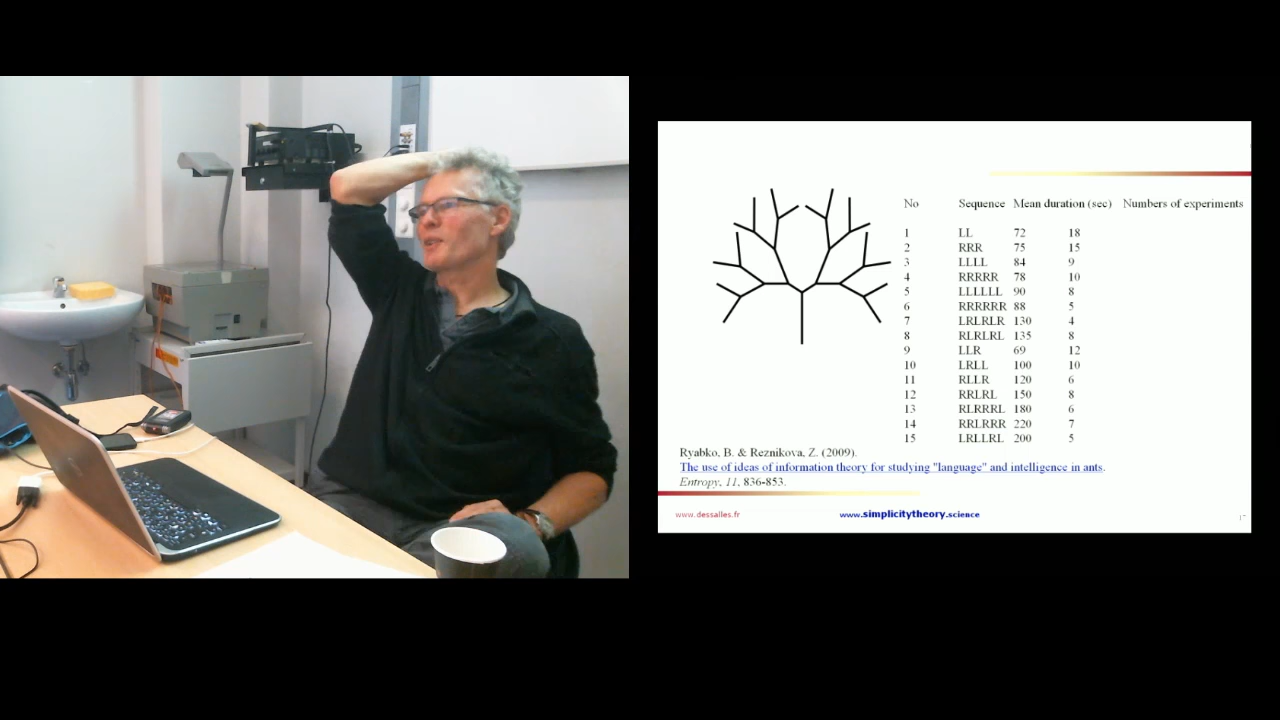 No Sequence Mean duration (sec) Numbers of experiments
1 LL 72 18
2 RRR 75 15
3 LLLL 84 9
4 RRRRR 78 10
5 LLLLLL 90 8
6 RRRRRR 88 5
7 LRLRLR 130 4
8 RLRLRL 135 8
9 LLR 69 12
10 LRLL 100 10
11 RLLR 120 6
12 RRLRL 150 8
13 RLRRRL 180 6
14 RRLRRR 220 7
15 LRLLRL 200 5
Ryabko, B. & Reznikova, Z. (2009).
The use of ideas of information theory for studying "language" and intelligence in ants.
Entropy, 11, 836-853.
www.dessalles.fr www.simplicitytheory.science 17